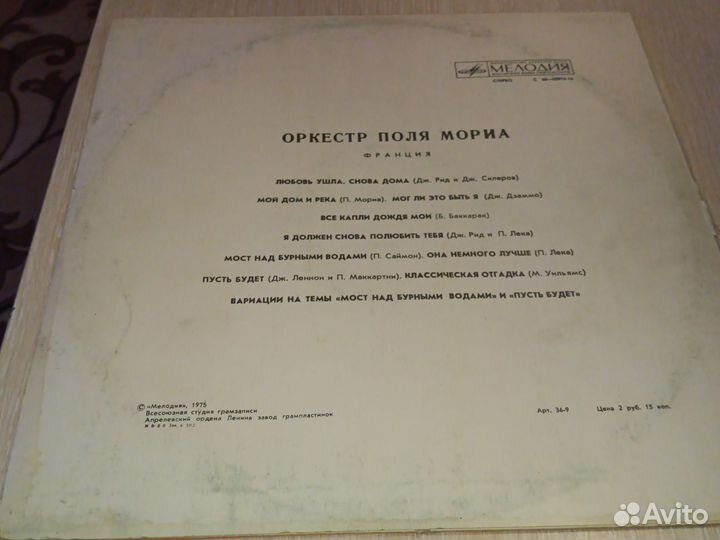 МЕЛОДИЯ
СТЕРЕО
ОРКЕСТР ПОЛЯ МОРИА
ФРАНЦИЯ
ЛЮБОВЬ УШЛА. СНОВА ДОМА (Дж. Рид и Дж. Склеров)
МОЙ ДОМ И РЕКА (П. Мориа). МОГ ЛИ ЭТО БЫТЬ Я (Дж. Дзаммо)
ВСЕ КАПЛИ ДОЖДЯ МОИ (Б. Баккарак)
Я ДОЛЖЕН СНОВА ПОЛЮБИТЬ ТЕБЯ (Дж. Рид и П. Лека)
МОСТ НАД БУРНЫМИ ВОДАМИ (П. Саймон). ОНА НЕМНОГО ЛУЧШЕ (П. Лека)
ПУСТЬ БУДЕТ (Дж. Леннон и П. Маккартни). КЛАССИЧЕСКАЯ ОТГАДКА (М. Уильямс)
ВАРИАЦИИ НА ТЕМЫ «МОСТ НАД БУРНЫМИ ВОДАМИ» И «ПУСТЬ БУДЕТ»
© «Мелодия», 1975
Всесоюзная студия грамзаписи
Апрелевский ордена Ленина завод грампластинок
Арт. 36-9 Цена 2 руб. 15 коп.
Avito